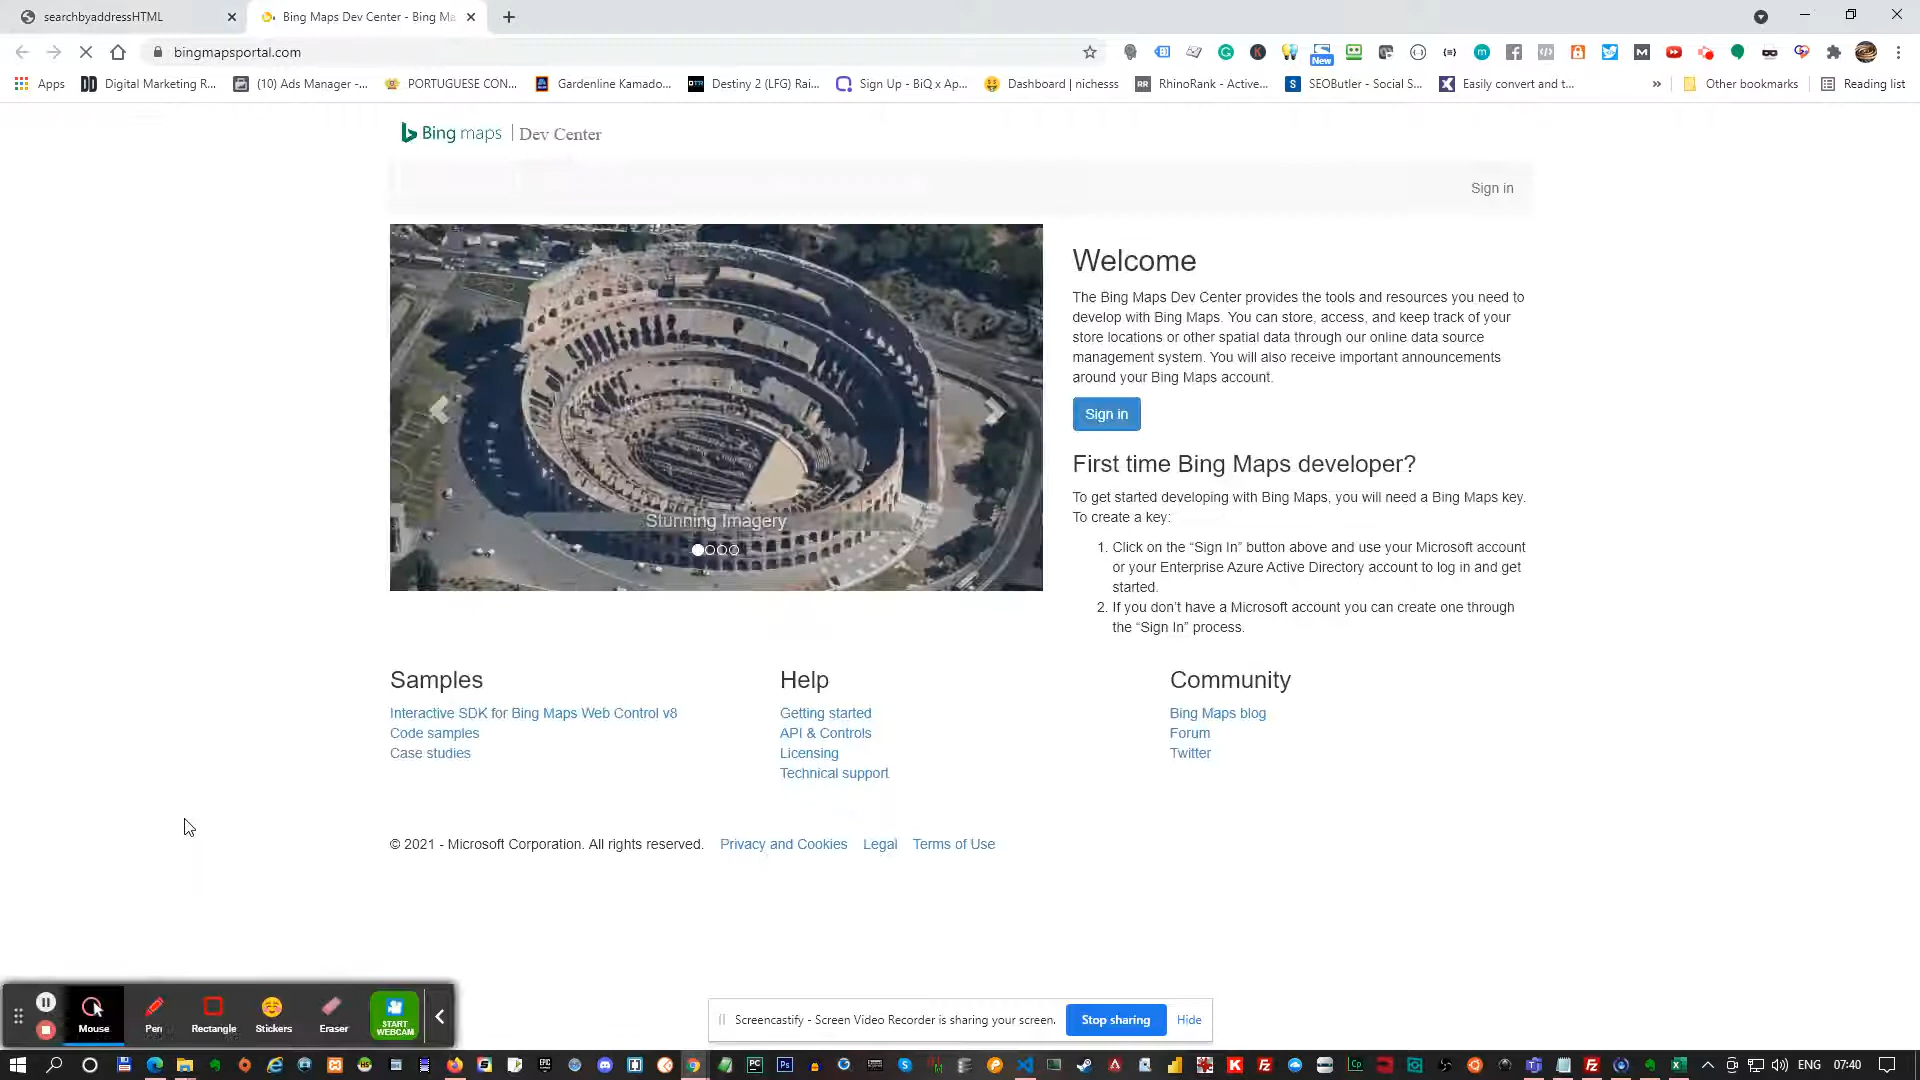 searchbyaddressHTML
Bing Maps Dev Center - Bing Ma
bingmapsportal.com
New
Apps
Digital Marketing R...
(10) Ads Manager -...
PORTUGUESE CON...
Gardenline Kamado...
Destiny 2 (LFG) Rai...
Sign Up - BiQ x Ap...
Dashboard | nichesss
RhinoRank - Active...
SEOButler - Social S...
Easily convert and t...
»
Other bookmarks
Reading list
Bing maps | Dev Center
Sign in
Stunning Imagery
Welcome
The Bing Maps Dev Center provides the tools and resources you need to
develop with Bing Maps. You can store, access, and keep track of your
store locations or other spatial data through our online data source
management system. You will also receive important announcements
around your Bing Maps account.
Sign in
First time Bing Maps developer?
To get started developing with Bing Maps, you will need a Bing Maps key.
To create a key:
1. Click on the “Sign In” button above and use your Microsoft account
or your Enterprise Azure Active Directory account to log in and get
started.
2. If you don’t have a Microsoft account you can create one through
the “Sign In” process.
Samples
Interactive SDK for Bing Maps Web Control v8
Code samples
Case studies
Help
Getting started
API & Controls
Licensing
Technical support
Community
Bing Maps blog
Forum
Twitter
© 2021 - Microsoft Corporation. All rights reserved.
Privacy and Cookies
Legal
Terms of Use
Mouse
Pen
Rectangle
Stickers
Eraser
START
WEBCAM
Screencastify - Screen Video Recorder is sharing your screen.
Stop sharing
Hide
ENG
07:40